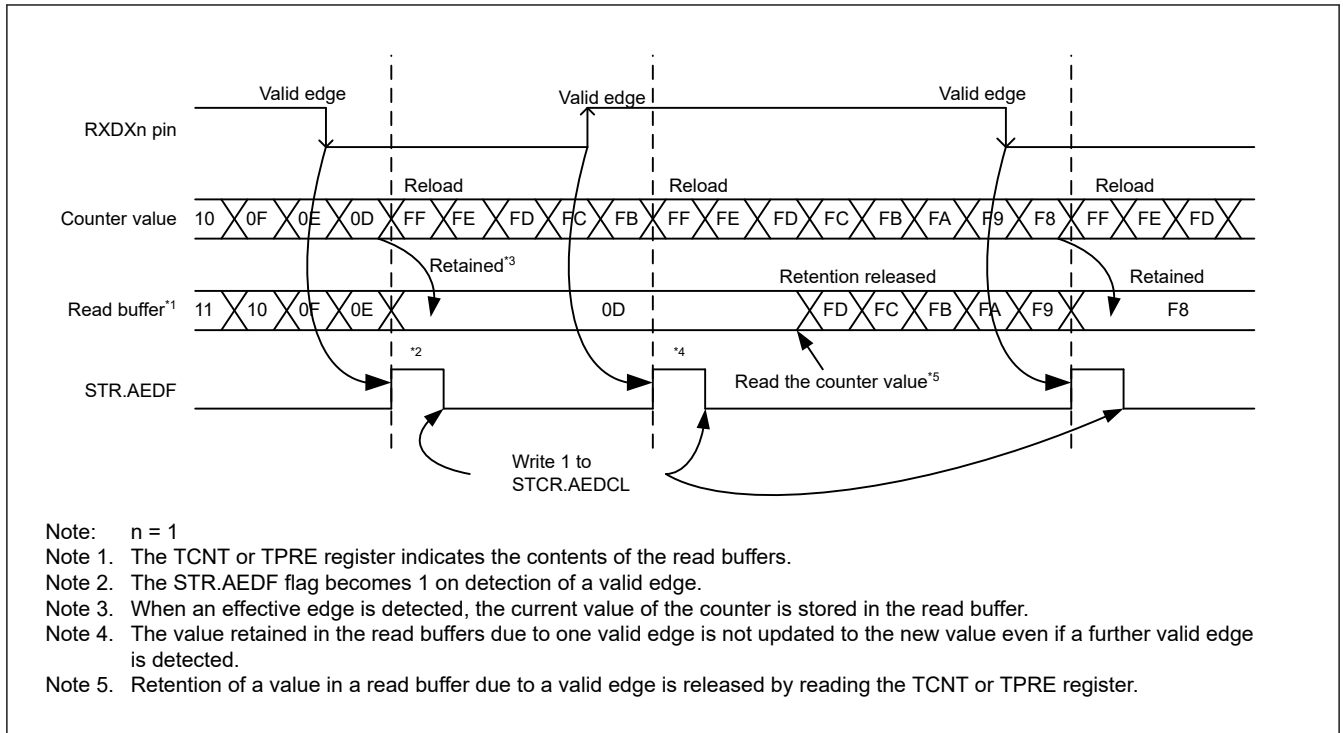 Valid edge Valid edge Valid edge
RXDXn pin
Reload Reload Reload
Counter value 10 0F 0E 0D FF FE FD FC FB FF FE FD FC FB FA F9 F8 FF FE FD
Retained*3 Retention released Retained
Read buffer*1 11 10 0F 0E 0D FD FC FB FA F9 F8
*2 *4
Read the counter value*5
STR.AEDF
Write 1 to
STCR.AEDCL
Note: n = 1
Note 1. The TCNT or TPRE register indicates the contents of the read buffers.
Note 2. The STR.AEDF flag becomes 1 on detection of a valid edge.
Note 3. When an effective edge is detected, the current value of the counter is stored in the read buffer.
Note 4. The value retained in the read buffers due to one valid edge is not updated to the new value even if a further valid edge
is detected.
Note 5. Retention of a value in a read buffer due to a valid edge is released by reading the TCNT or TPRE register.